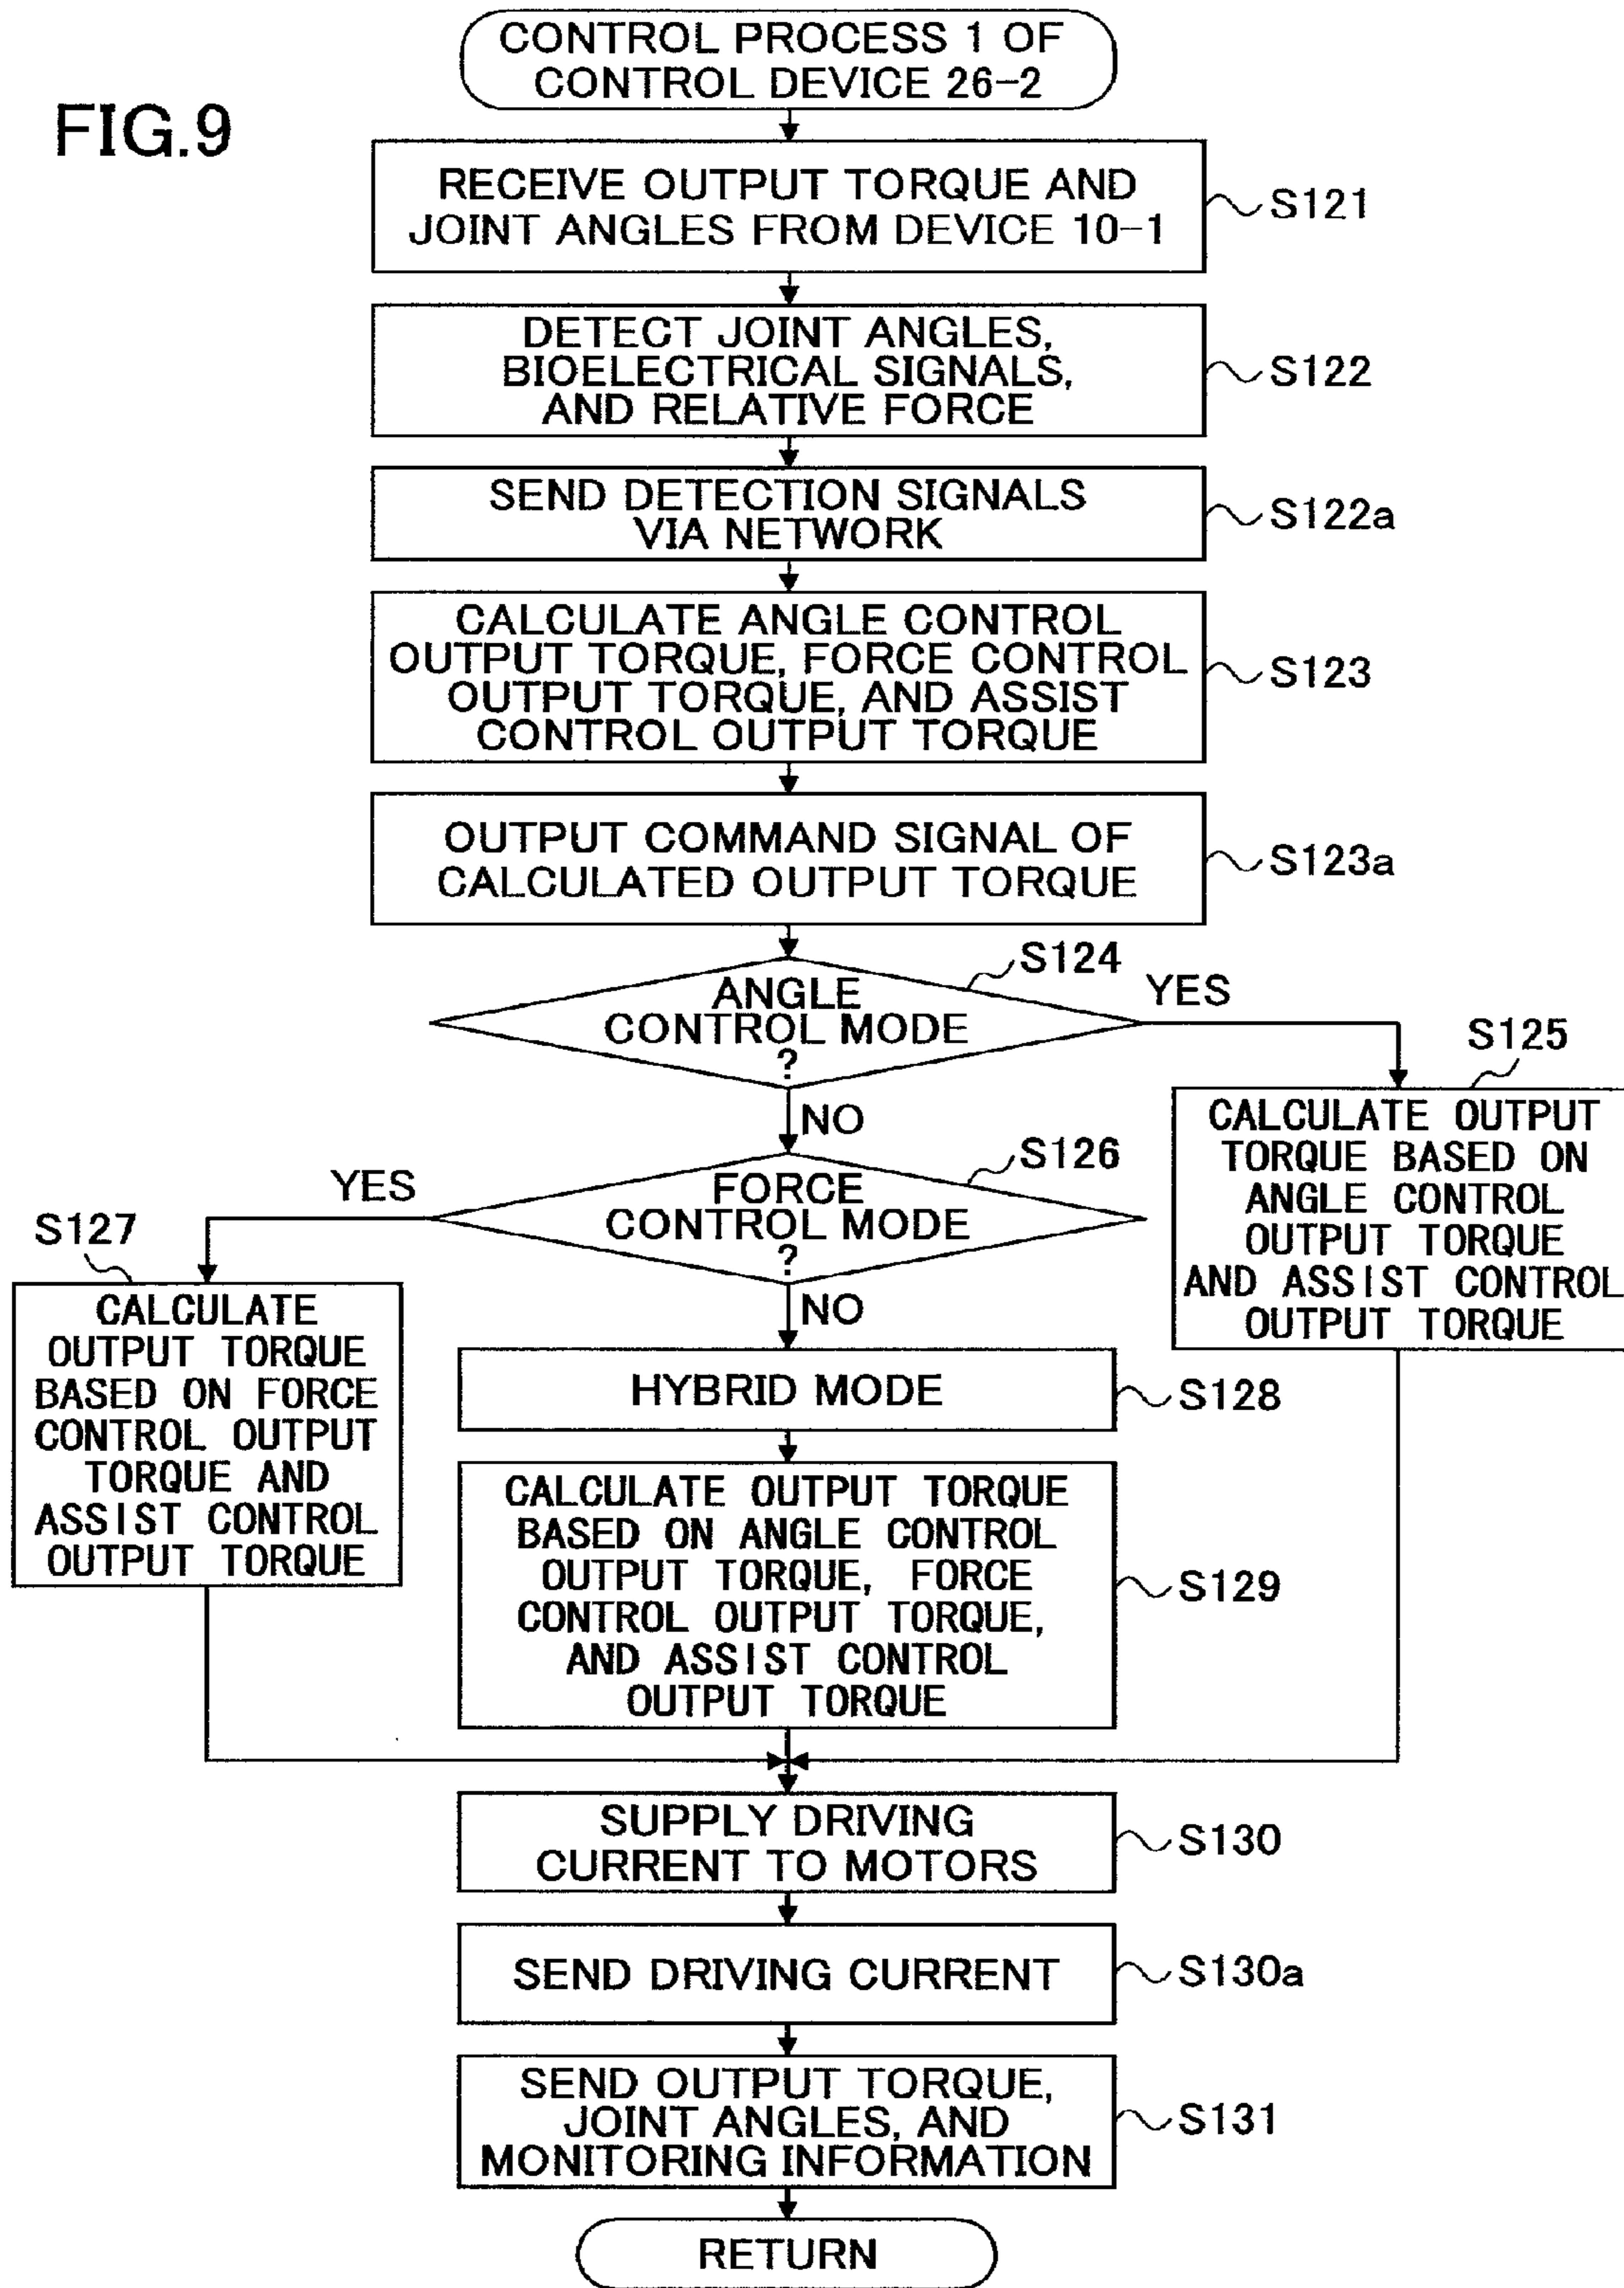 FIG.9
CONTROL PROCESS 1 OF
CONTROL DEVICE 26-2
RECEIVE OUTPUT TORQUE AND
JOINT ANGLES FROM DEVICE 10-1
S121
DETECT JOINT ANGLES,
BIOELECTRICAL SIGNALS,
AND RELATIVE FORCE
S122
SEND DETECTION SIGNALS
VIA NETWORK
S122a
CALCULATE ANGLE CONTROL
OUTPUT TORQUE, FORCE CONTROL
OUTPUT TORQUE, AND ASSIST
CONTROL OUTPUT TORQUE
S123
OUTPUT COMMAND SIGNAL OF
CALCULATED OUTPUT TORQUE
S123a
S124
ANGLE
CONTROL MODE
?
YES
NO
S125
CALCULATE OUTPUT
TORQUE BASED ON
ANGLE CONTROL
OUTPUT TORQUE
AND ASSIST CONTROL
OUTPUT TORQUE
S126
FORCE
CONTROL MODE
?
YES
NO
S127
CALCULATE
OUTPUT TORQUE
BASED ON FORCE
CONTROL OUTPUT
TORQUE AND
ASSIST CONTROL
OUTPUT TORQUE
HYBRID MODE
S128
CALCULATE OUTPUT TORQUE
BASED ON ANGLE CONTROL
OUTPUT TORQUE, FORCE
CONTROL OUTPUT TORQUE,
AND ASSIST CONTROL
OUTPUT TORQUE
S129
SUPPLY DRIVING
CURRENT TO MOTORS
S130
SEND DRIVING CURRENT
S130a
SEND OUTPUT TORQUE,
JOINT ANGLES, AND
MONITORING INFORMATION
S131
RETURN